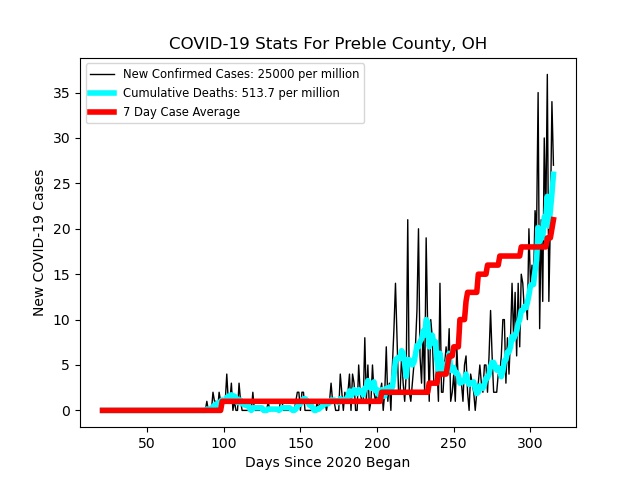 COVID-19 Stats For Preble County, OH
New Confirmed Cases: 25000 per million
Cumulative Deaths: 513.7 per million
7 Day Case Average
35
30
25
20
15
10
5
0
New COVID-19 Cases
50 100 150 200 250 300
Days Since 2020 Began